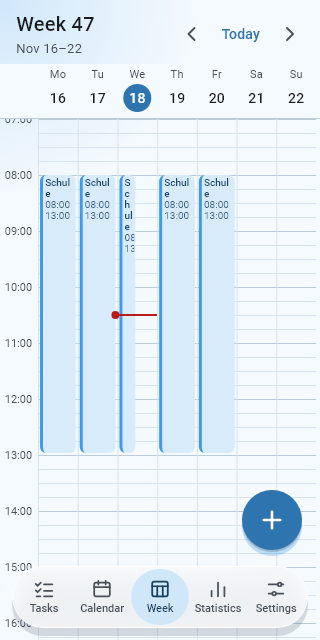 Week 47
Nov 16–22
Today
Mo Tu We Th Fr Sa Su
16 17 18 19 20 21 22
07:00
08:00
Schul
e
08:00
13:00
Schul
e
08:00
13:00
S
c
h
ul
e
08
13
Schul
e
08:00
13:00
Schul
e
08:00
13:00
09:00
10:00
11:00
12:00
13:00
14:00
15:00
16:00
Tasks Calendar Week Statistics Settings